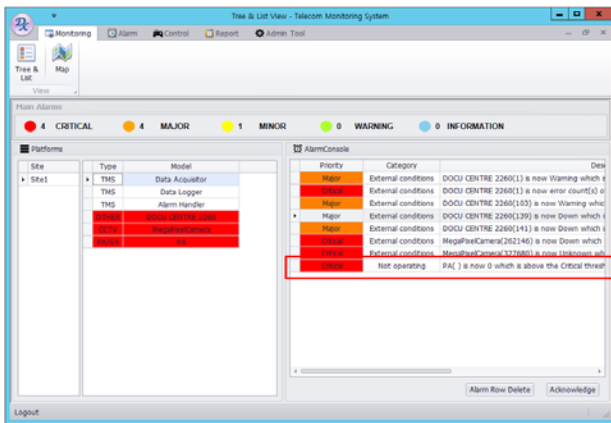 Tree & List View - Telecom Monitoring System
Monitoring Alarm Control Report Admin Tool
Tree & List
Map
View
Main Alarms
4 CRITICAL 4 MAJOR 1 MINOR 0 WARNING 0 INFORMATION
Platforms
Site
Site1
Type Model
TMS Data Acquisitor
TMS Data Logger
TMS Alarm Handler
OTHER DOCU CENTRE 2260
CCTV MegaPixelCamera
PA
AlarmConsole
Priority Category Des
Major External conditions DOCU CENTRE 2260(1) is now Warning which
Critical External conditions DOCU CENTRE 2260(1) is now error count(s)
Major External conditions DOCU CENTRE 2260(103) is now Warning whic
Major External conditions DOCU CENTRE 2260(139) is now Down which
Major External conditions DOCU CENTRE 2260(141) is now Down which
Critical External conditions MegaPixelCamera(262146) is now Down which
Critical External conditions MegaPixelCamera(327680) is now Unknown wh
Critical Not operating PA( ) is now 0 which is above the Critical thresh
Alarm Row Delete Acknowledge
Logout